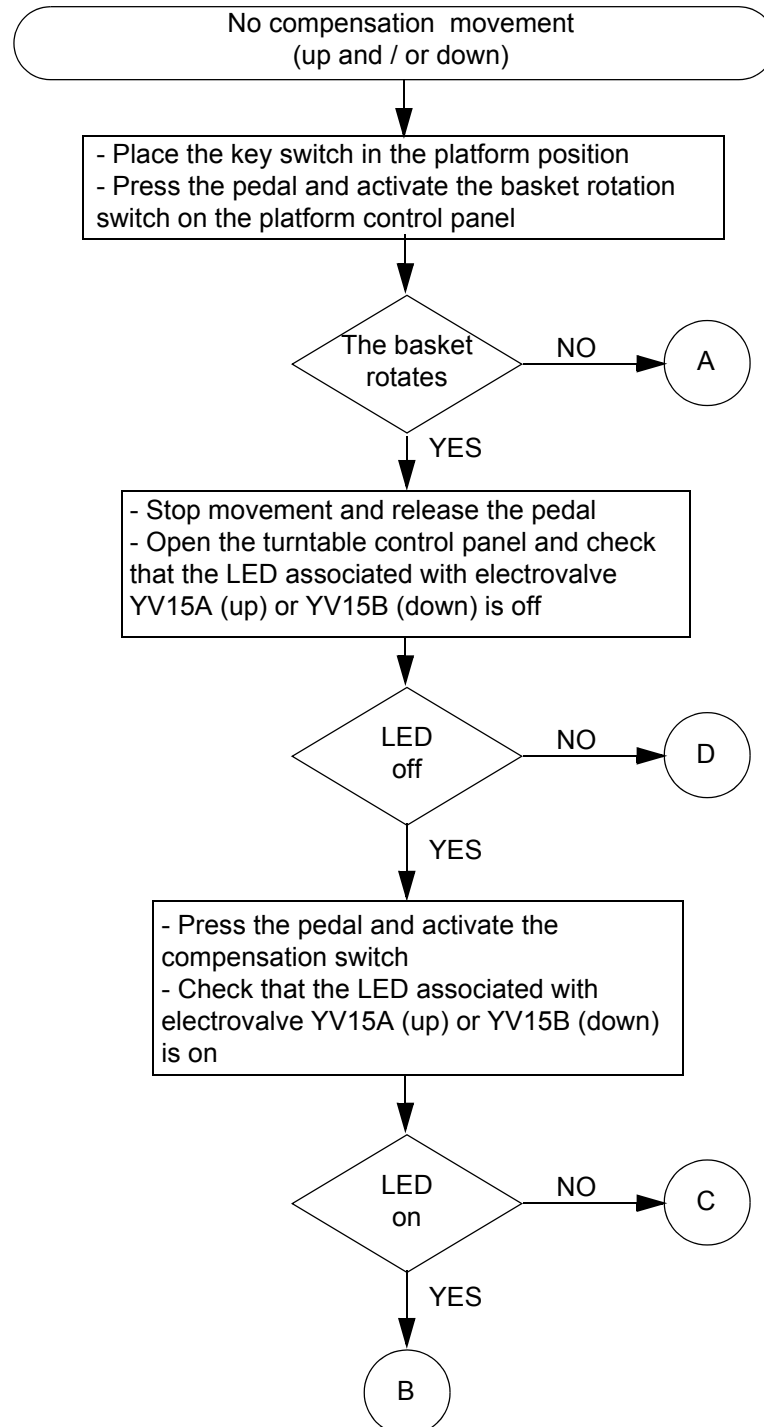 No compensation movement
(up and / or down)
- Place the key switch in the platform position
- Press the pedal and activate the basket rotation
switch on the platform control panel
The basket
rotates
NO
A
YES
- Stop movement and release the pedal
- Open the turntable control panel and check
that the LED associated with electrovalve
YV15A (up) or YV15B (down) is off
LED
off
NO
D
YES
- Press the pedal and activate the
compensation switch
- Check that the LED associated with
electrovalve YV15A (up) or YV15B (down)
is on
LED
on
NO
C
YES
B